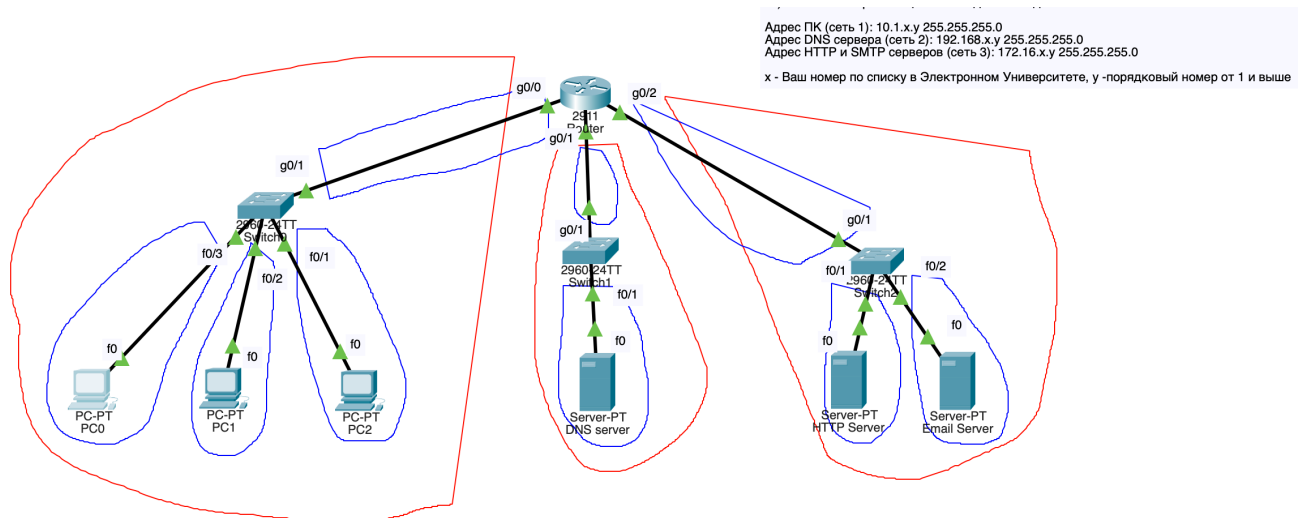 Адрес ПК (сеть 1): 10.1.x.y 255.255.255.0
Адрес DNS сервера (сеть 2): 192.168.x.y 255.255.255.0
Адрес HTTP и SMTP серверов (сеть 3): 172.16.x.y 255.255.255.0
x - Ваш номер по списку в Электронном Университете, y -порядковый номер от 1 и выше
g0/0
g0/2
2911
Router
g0/1
g0/1
2960-24TT
Switch0
g0/1
g0/1
f0/3
f0/1
f0/2
2960-24TT
Switch1
f0/1
f0/2
2960-24TT
Switch2
f0/1
f0
f0
f0
f0
f0
f0
PC-PT
PC0
PC-PT
PC1
PC-PT
PC2
Server-PT
DNS server
Server-PT
HTTP Server
Server-PT
Email Server